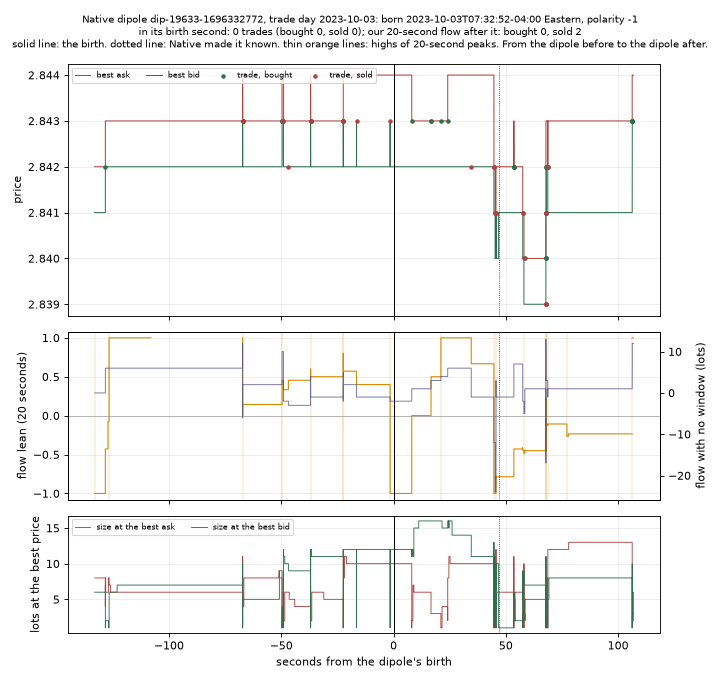 Native dipole dip-19633-1696332772, trade day 2023-10-03: born 2023-10-03T07:32:52-04:00 Eastern, polarity -1
in its birth second: 0 trades (bought 0, sold 0); our 20-second flow after it: bought 0, sold 2
solid line: the birth. dotted line: Native made it known. thin orange lines: highs of 20-second peaks. From the dipole before to the dipole after.
best ask
best bid
trade, bought
trade, sold
2.844
2.843
2.842
2.841
2.840
2.839
price
1.0
0.5
0.0
−0.5
−1.0
flow lean (20 seconds)
10
0
−10
−20
flow with no window (lots)
size at the best ask
size at the best bid
15
10
5
lots at the best price
−100
−50
0
50
100
seconds from the dipole's birth